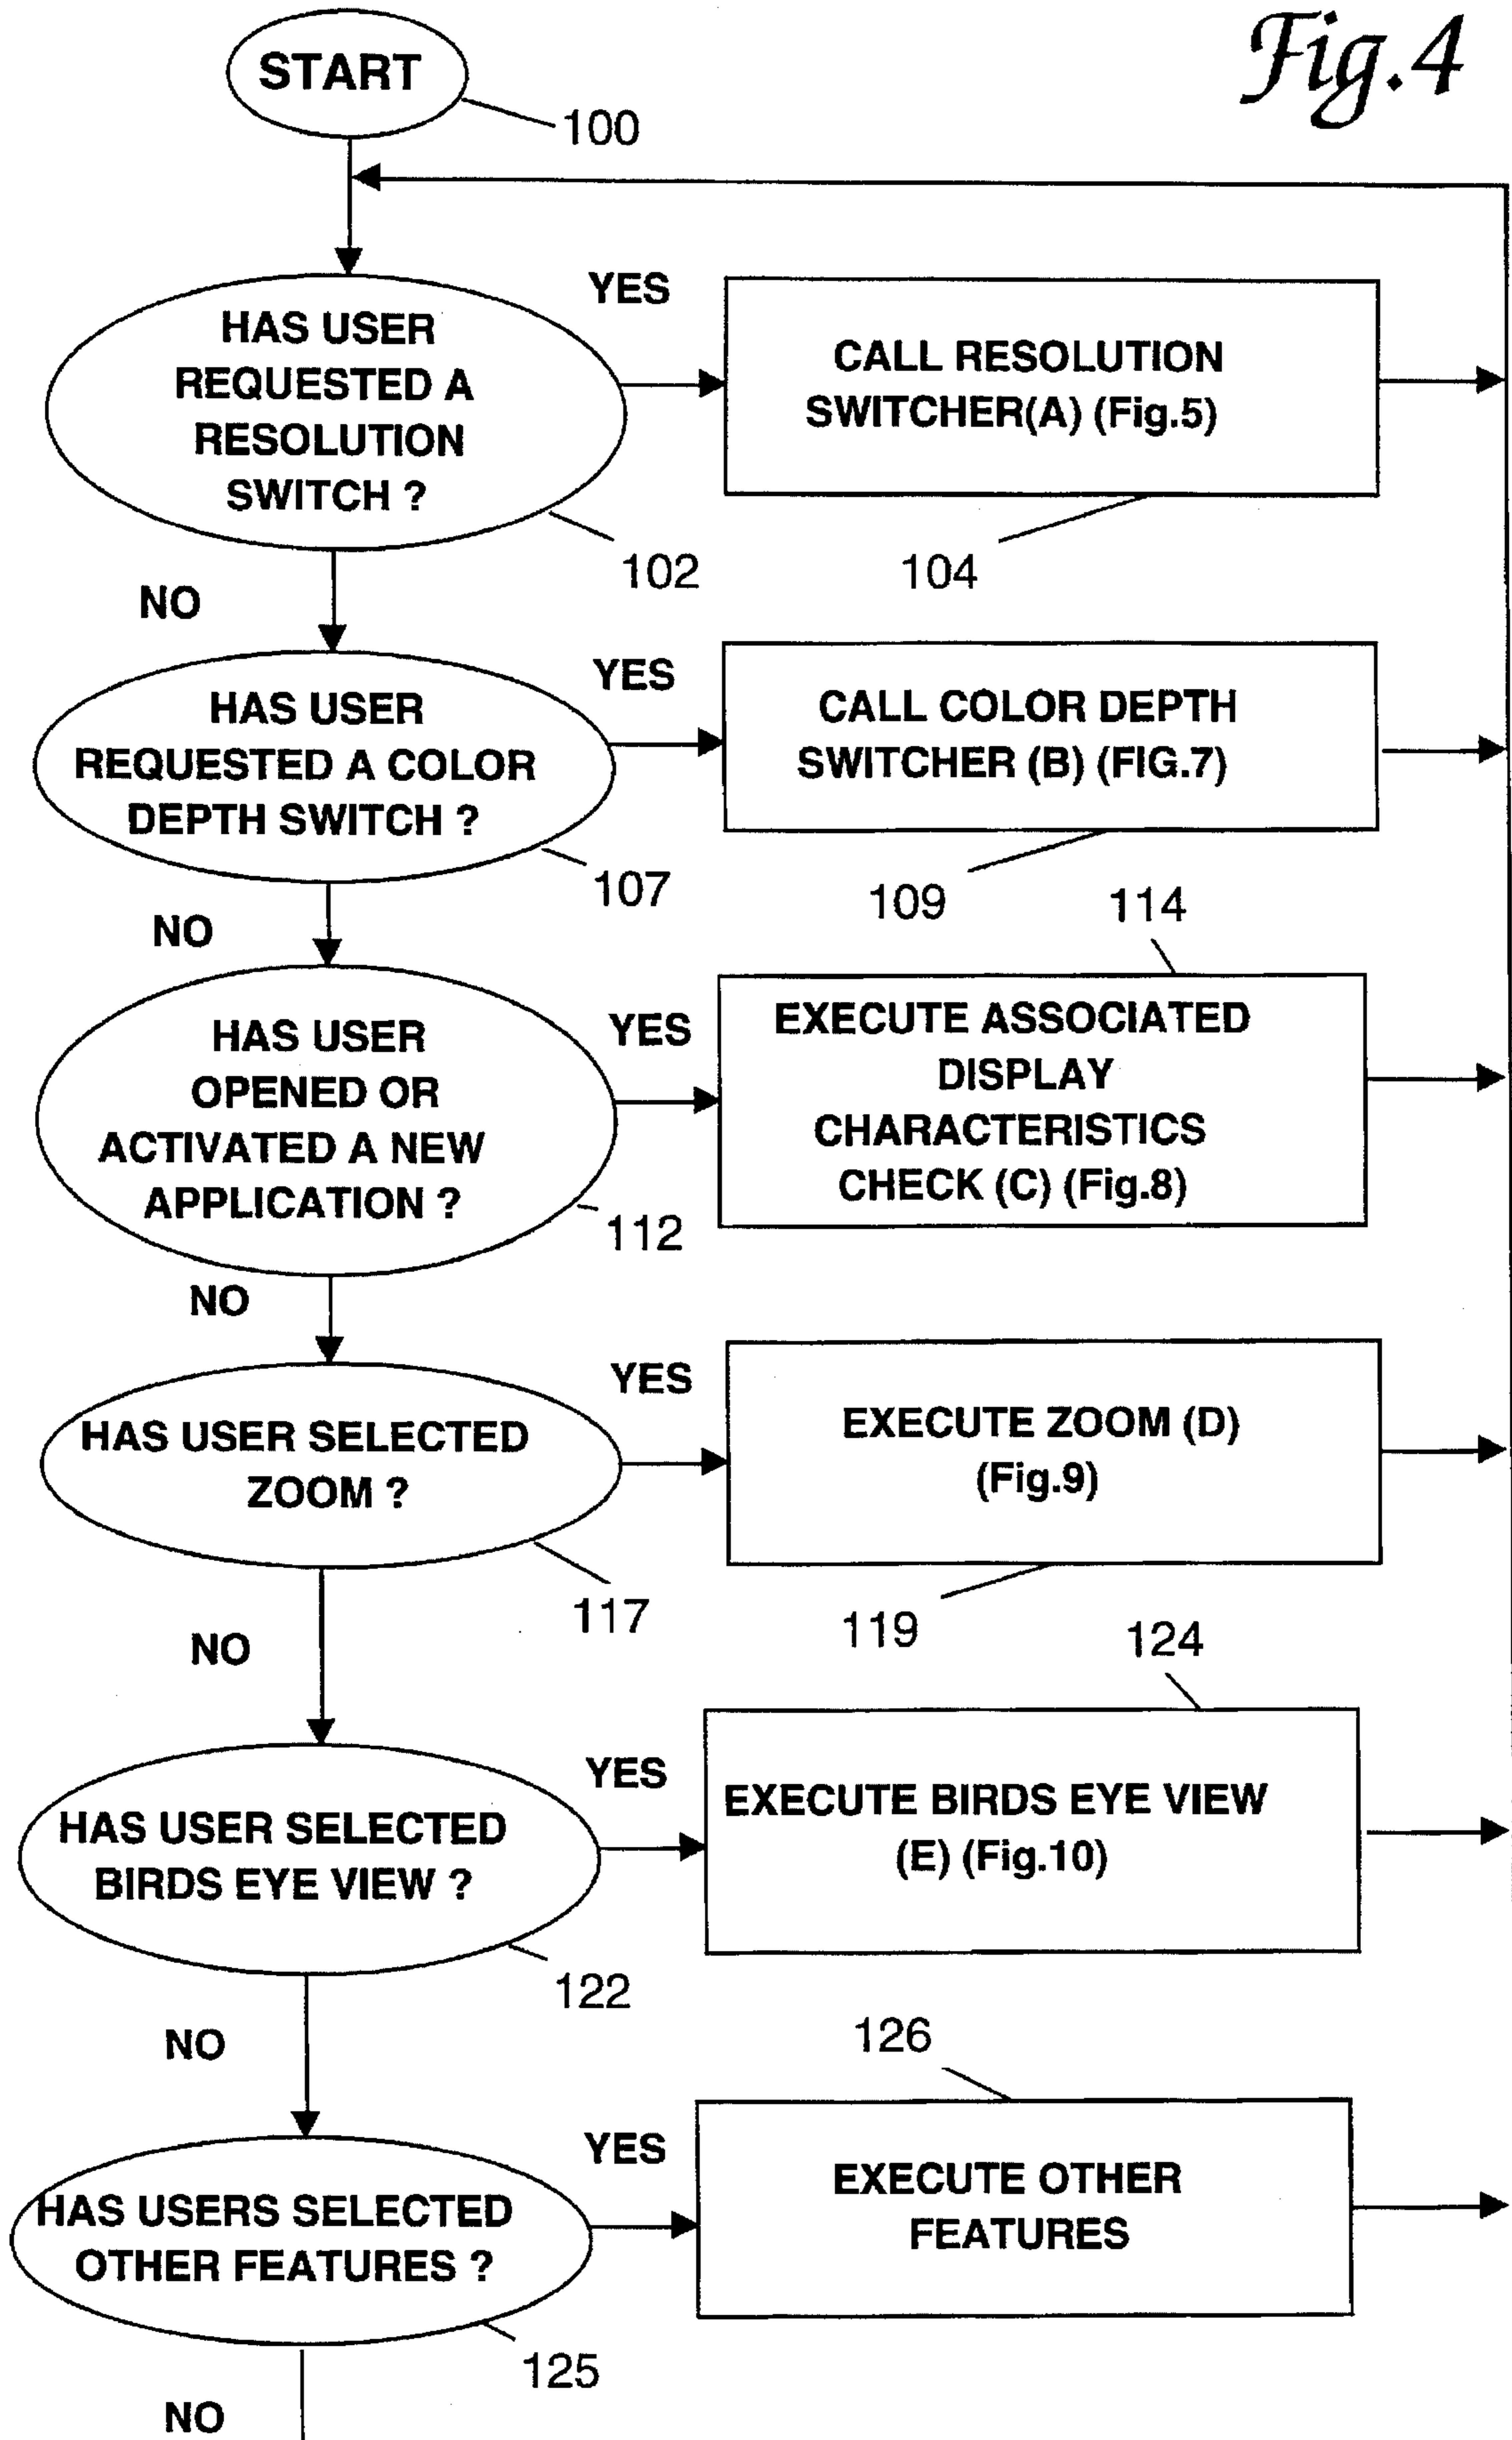 Fig.4
START
100
HAS USER
REQUESTED A
RESOLUTION
SWITCH ?
102
YES
CALL RESOLUTION
SWITCHER(A) (Fig.5)
104
NO
HAS USER
REQUESTED A COLOR
DEPTH SWITCH ?
107
YES
CALL COLOR DEPTH
SWITCHER (B) (FIG.7)
109
NO
HAS USER
OPENED OR
ACTIVATED A NEW
APPLICATION ?
112
YES
114
EXECUTE ASSOCIATED
DISPLAY
CHARACTERISTICS
CHECK (C) (Fig.8)
NO
HAS USER SELECTED
ZOOM ?
117
YES
EXECUTE ZOOM (D)
(Fig.9)
119
NO
HAS USER SELECTED
BIRDS EYE VIEW ?
122
YES
124
EXECUTE BIRDS EYE VIEW
(E) (Fig.10)
NO
HAS USERS SELECTED
OTHER FEATURES ?
125
YES
126
EXECUTE OTHER
FEATURES
NO